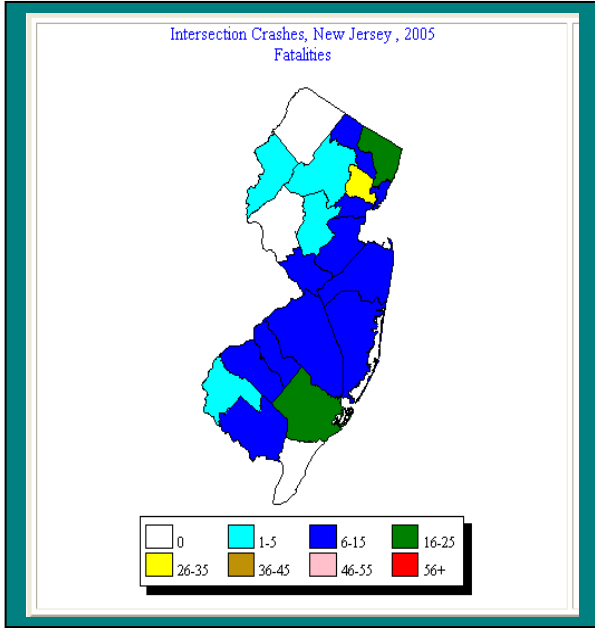 Intersection Crashes, New Jersey , 2005
Fatalities
0 1-5 6-15 16-25
26-35 36-45 46-55 56+